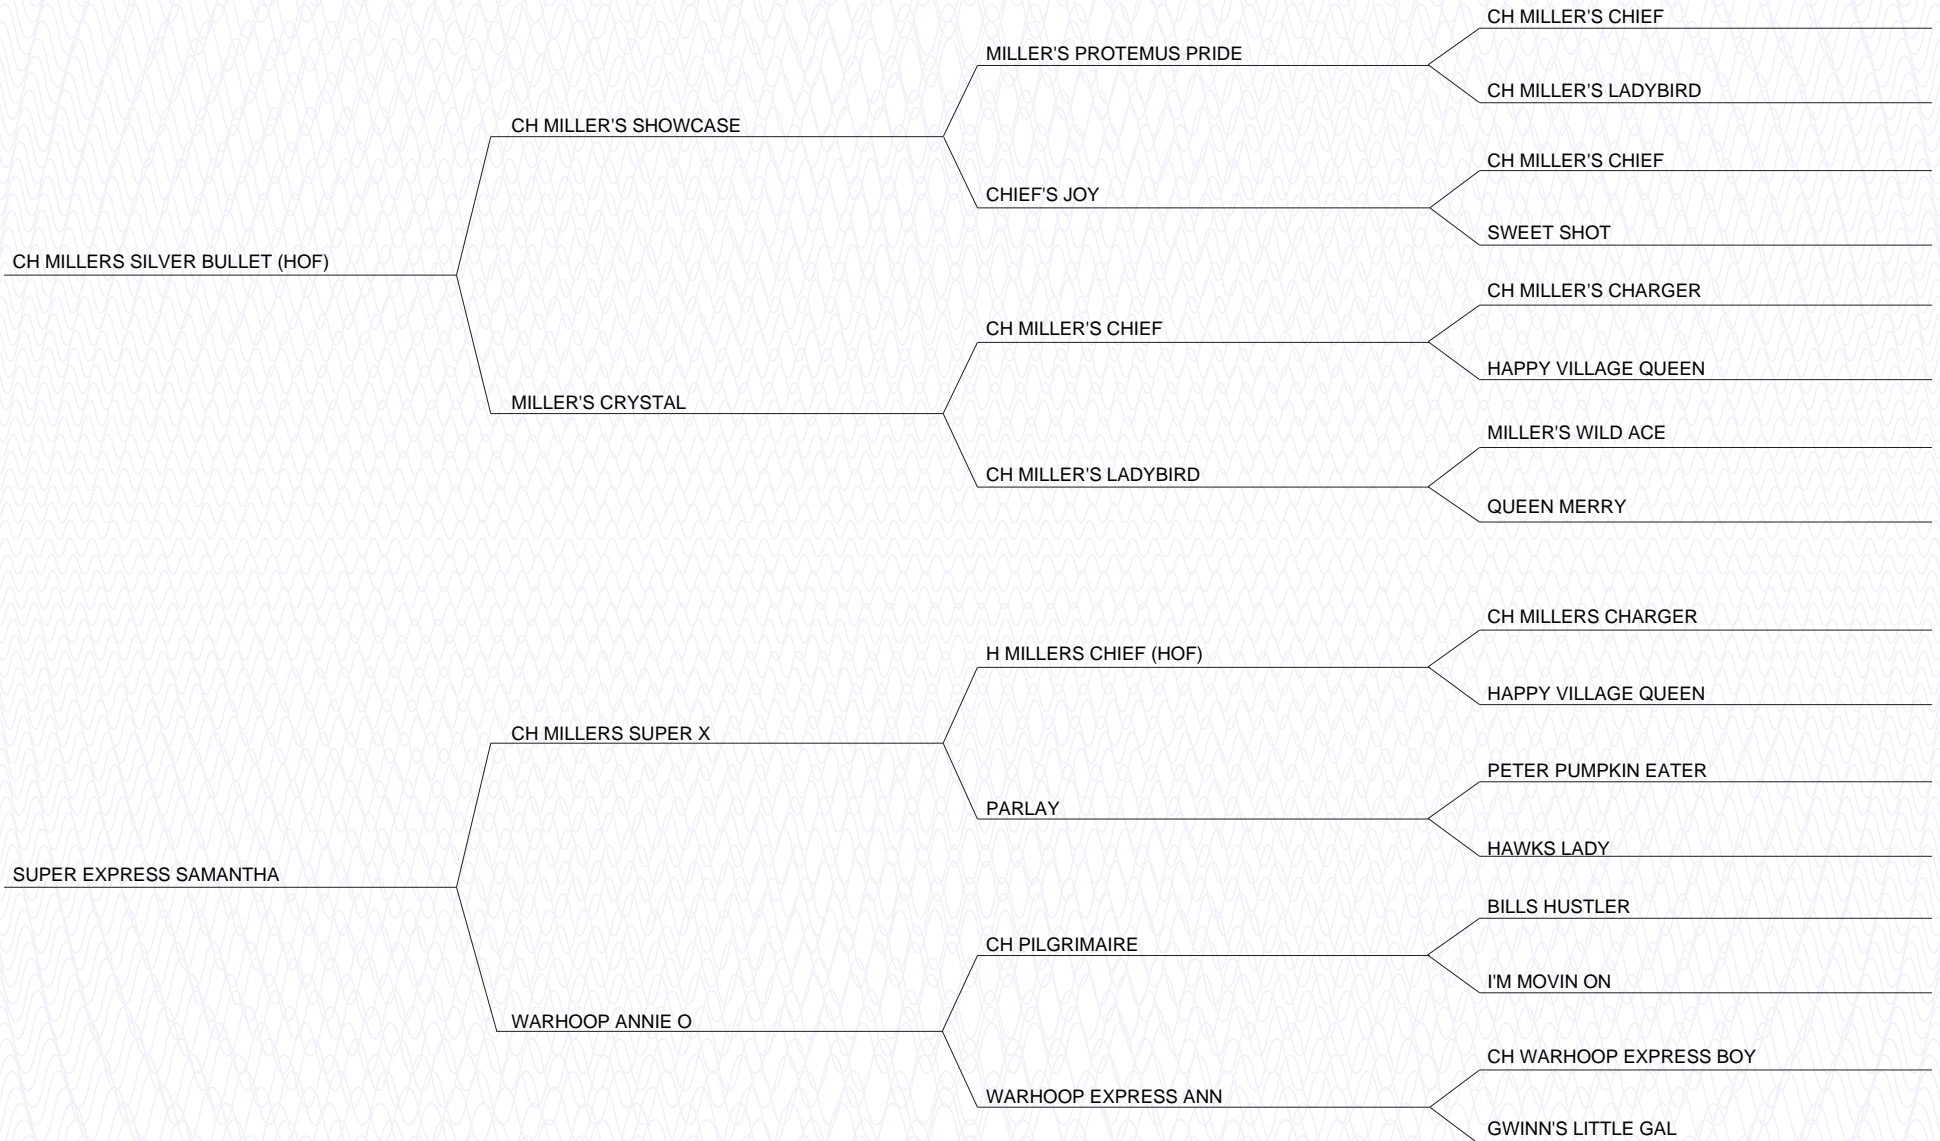 CH MILLER'S CHIEF
MILLER'S PROTEMUS PRIDE
CH MILLER'S LADYBIRD
CH MILLER'S SHOWCASE
CH MILLER'S CHIEF
CHIEF'S JOY
SWEET SHOT
CH MILLERS SILVER BULLET (HOF)
CH MILLER'S CHARGER
CH MILLER'S CHIEF
HAPPY VILLAGE QUEEN
MILLER'S CRYSTAL
MILLER'S WILD ACE
CH MILLER'S LADYBIRD
QUEEN MERRY
CH MILLERS CHARGER
H MILLERS CHIEF (HOF)
HAPPY VILLAGE QUEEN
CH MILLERS SUPER X
PETER PUMPKIN EATER
PARLAY
HAWKS LADY
SUPER EXPRESS SAMANTHA
BILLS HUSTLER
CH PILGRIMAIRE
I'M MOVIN ON
WARHOOP ANNIE O
CH WARHOOP EXPRESS BOY
WARHOOP EXPRESS ANN
GWINN'S LITTLE GAL